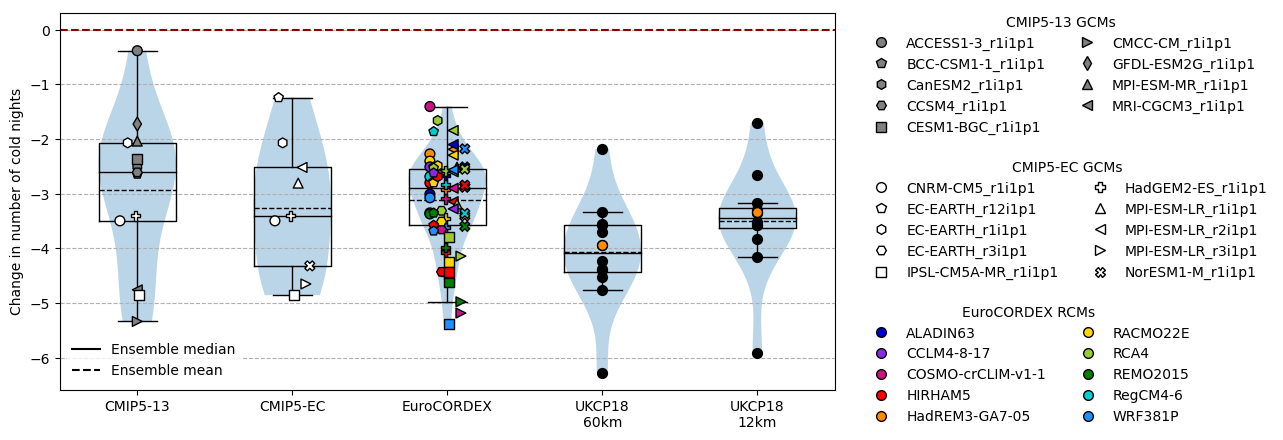 Change in number of cold nights
0
−1
−2
−3
−4
−5
−6
Ensemble median
Ensemble mean
CMIP5-13
CMIP5-EC
EuroCORDEX
UKCP18
60km
UKCP18
12km
CMIP5-13 GCMs
ACCESS1-3_r1i1p1
BCC-CSM1-1_r1i1p1
CanESM2_r1i1p1
CCSM4_r1i1p1
CESM1-BGC_r1i1p1
CMCC-CM_r1i1p1
GFDL-ESM2G_r1i1p1
MPI-ESM-MR_r1i1p1
MRI-CGCM3_r1i1p1
CMIP5-EC GCMs
CNRM-CM5_r1i1p1
EC-EARTH_r12i1p1
EC-EARTH_r1i1p1
EC-EARTH_r3i1p1
IPSL-CM5A-MR_r1i1p1
HadGEM2-ES_r1i1p1
MPI-ESM-LR_r1i1p1
MPI-ESM-LR_r2i1p1
MPI-ESM-LR_r3i1p1
NorESM1-M_r1i1p1
EuroCORDEX RCMs
ALADIN63
CCLM4-8-17
COSMO-crCLIM-v1-1
HIRHAM5
HadREM3-GA7-05
RACMO22E
RCA4
REMO2015
RegCM4-6
WRF381P